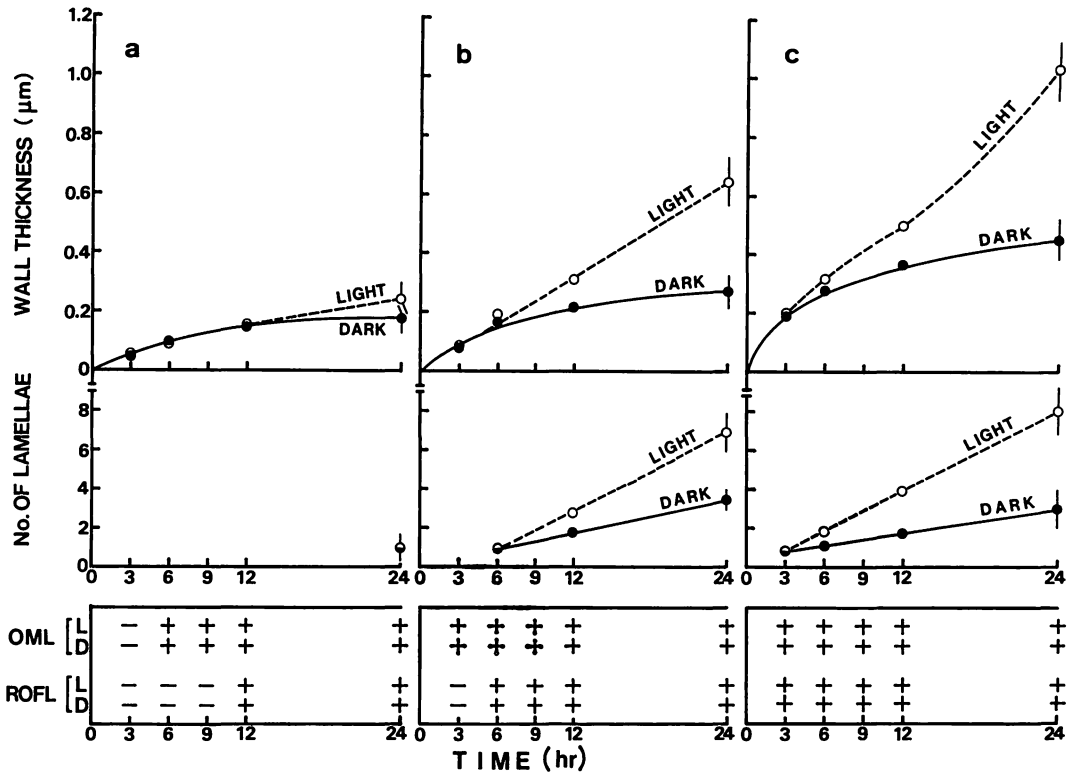 a b c
WALL THICKNESS (μm)
1.2
1.0
0.8
0.6
0.4
0.2
0
LIGHT
DARK
LIGHT
DARK
LIGHT
DARK
No. OF LAMELLAE
8
6
4
2
0
LIGHT
DARK
LIGHT
DARK
0 3 6 9 12 24 0 3 6 9 12 24 0 3 6 9 12 24
OML [ L − + + + + + + + + + + + + + +
D − + + + + + + + + + + + + + +
ROFL [ L − − − + + − + + + + + + + + +
D − − − + + − + + + + + + + + +
0 3 6 9 12 24 0 3 6 9 12 24 0 3 6 9 12 24
TIME (hr)